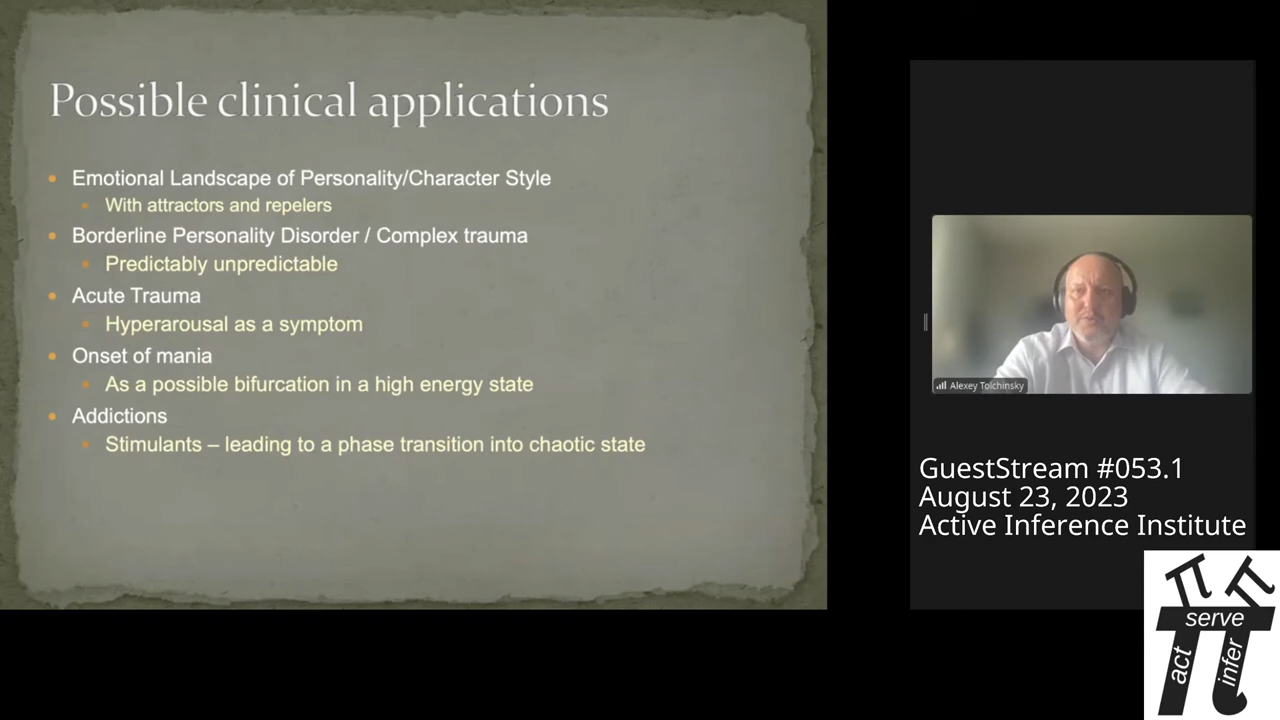 Possible clinical applications
Emotional Landscape of Personality/Character Style
With attractors and repelers
Borderline Personality Disorder / Complex trauma
Predictably unpredictable
Acute Trauma
Hyperarousal as a symptom
Onset of mania
As a possible bifurcation in a high energy state
Addictions
Stimulants – leading to a phase transition into chaotic state
Alexey Tolchinsky
GuestStream #053.1
August 23, 2023
Active Inference Institute
serve
act
infer